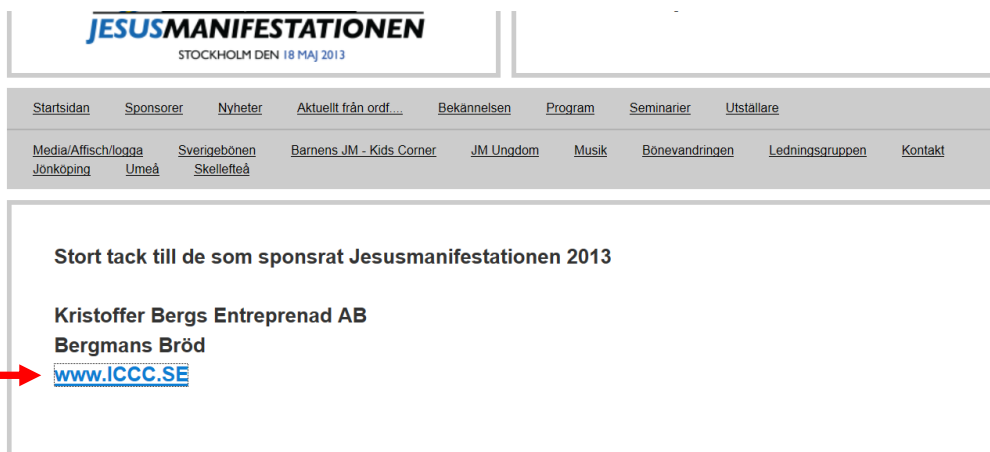 JESUSMANIFESTATIONEN
STOCKHOLM DEN 18 MAJ 2013
Startsidan Sponsorer Nyheter Aktuellt från ordf.... Bekännelsen Program Seminarier Utställare
Media/Affisch/logga Sverigebönen Barnens JM - Kids Corner JM Ungdom Musik Bönevandringen Ledningsgruppen Kontakt
Jönköping Umeå Skellefteå
Stort tack till de som sponsrat Jesusmanifestationen 2013
Kristoffer Bergs Entreprenad AB
Bergmans Bröd
www.ICCC.SE